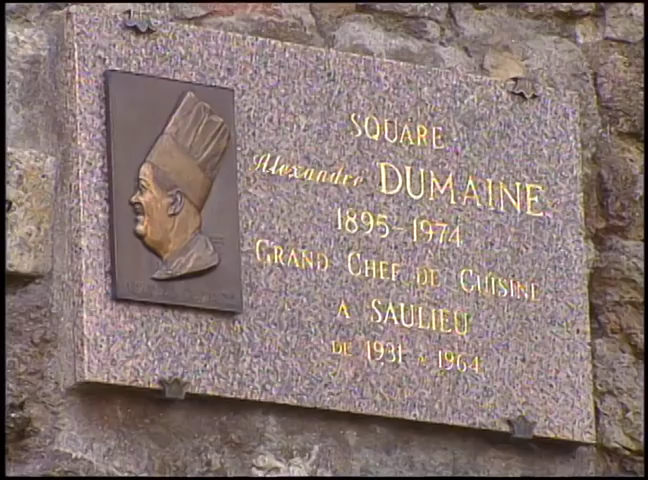 SQUARE
Alexandre DUMAINE
1895-1974
GRAND CHEF DE CUISINE
A SAULIEU
DE 1931 A 1964